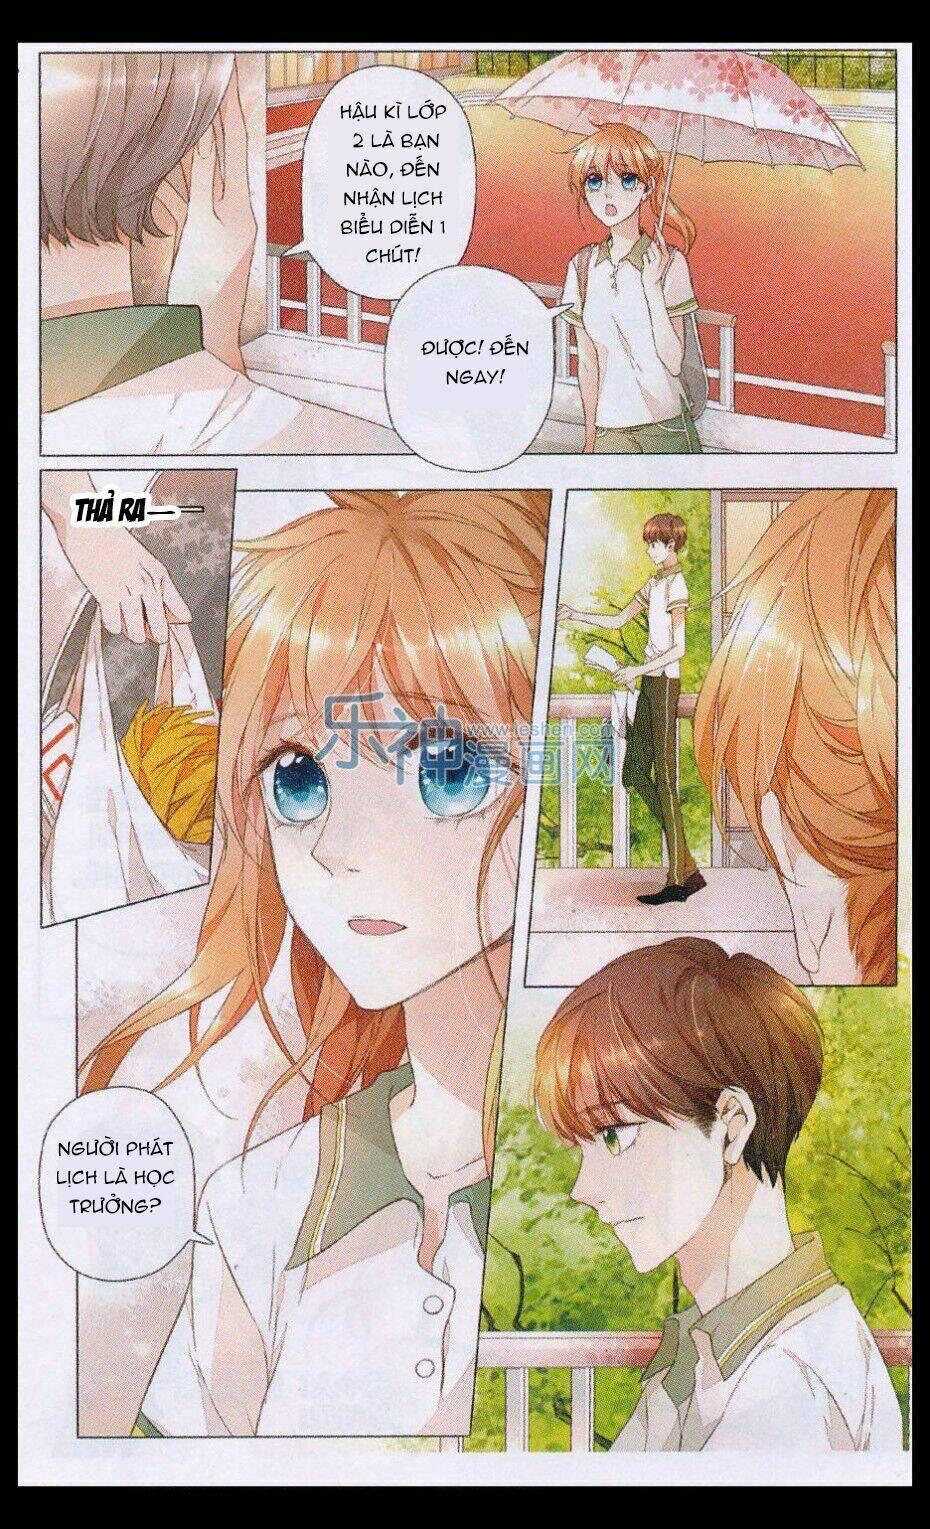 HẬU KÌ LỚP
2 LÀ BẠN
NÀO, ĐẾN
NHẬN LỊCH
BIỂU DIỄN 1
CHÚT!
ĐƯỢC! ĐẾN
NGAY!
THẢ RA——
乐神漫画网
www.leshen.com
NGƯỜI PHÁT
LỊCH LÀ HỌC
TRƯỞNG?